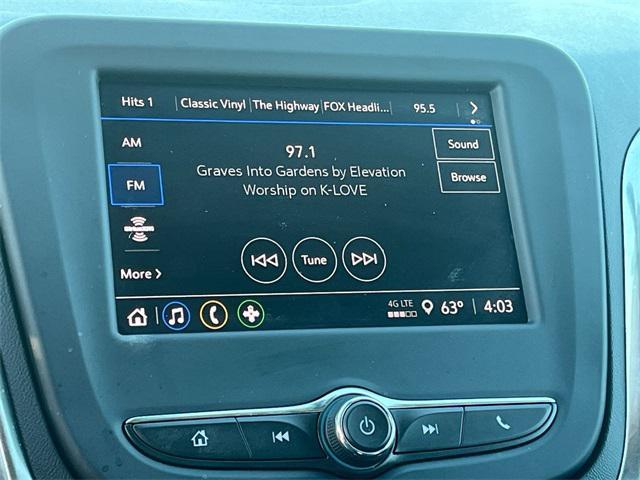 Hits 1 Classic Vinyl The Highway FOX Headli... 95.5
AM
97.1
Sound
Graves Into Gardens by Elevation
FM
Browse
Worship on K-LOVE
Tune
More
4G LTE
63° 4:03